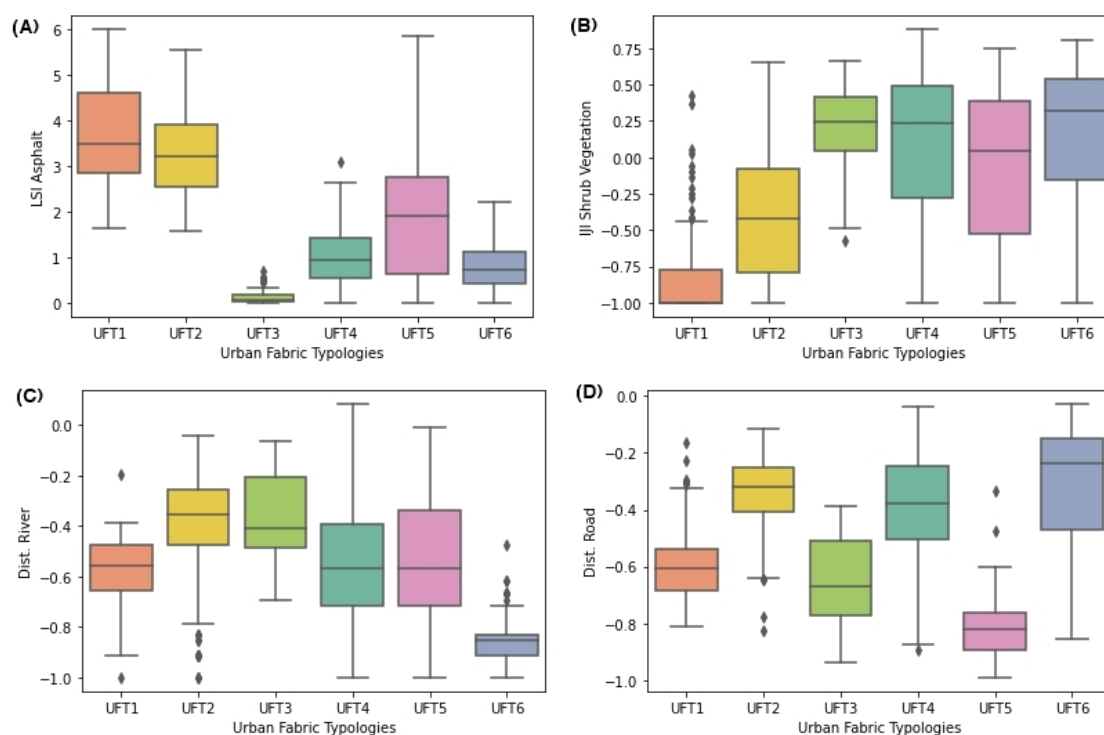 (A)
LSI Asphalt
6
5
4
3
2
1
0
UFT1 UFT2 UFT3 UFT4 UFT5 UFT6
Urban Fabric Typologies
(B)
IJI Shrub Vegetation
0.75
0.50
0.25
0.00
−0.25
−0.50
−0.75
−1.00
UFT1 UFT2 UFT3 UFT4 UFT5 UFT6
Urban Fabric Typologies
(C)
Dist. River
0.0
−0.2
−0.4
−0.6
−0.8
−1.0
UFT1 UFT2 UFT3 UFT4 UFT5 UFT6
Urban Fabric Typologies
(D)
Dist. Road
0.0
−0.2
−0.4
−0.6
−0.8
−1.0
UFT1 UFT2 UFT3 UFT4 UFT5 UFT6
Urban Fabric Typologies